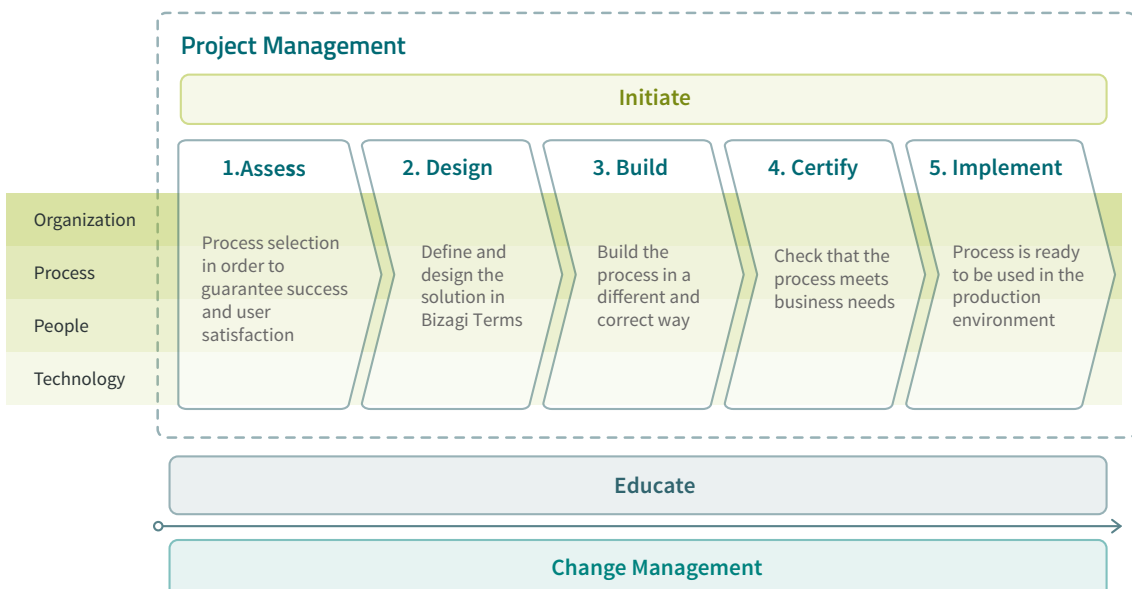 Project Management
Initiate
1.Assess
2. Design
3. Build
4. Certify
5. Implement
Organization
Process
People
Technology
Process selection
in order to
guarantee success
and user
satisfaction
Define and
design the
solution in
Bizagi Terms
Build the
process in a
different and
correct way
Check that the
process meets
business needs
Process is ready
to be used in the
production
environment
Educate
Change Management